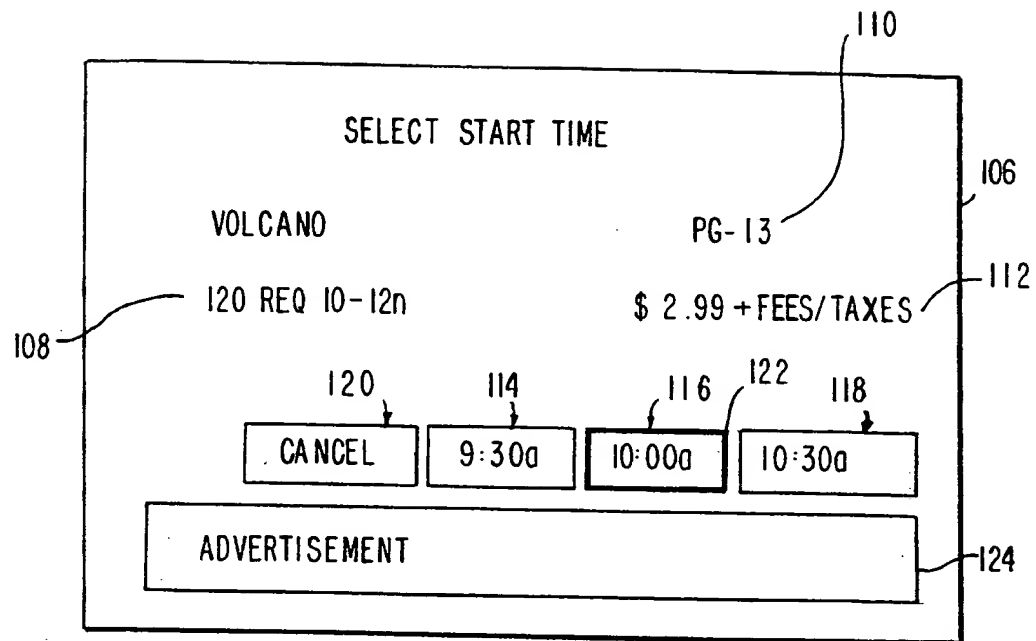 110
SELECT START TIME
106
VOLCANO PG-13
112
120 REQ 10-12n $ 2.99 + FEES/TAXES
108
120 114 116 122 118
CANCEL 9:30a 10:00a 10:30a
ADVERTISEMENT
124